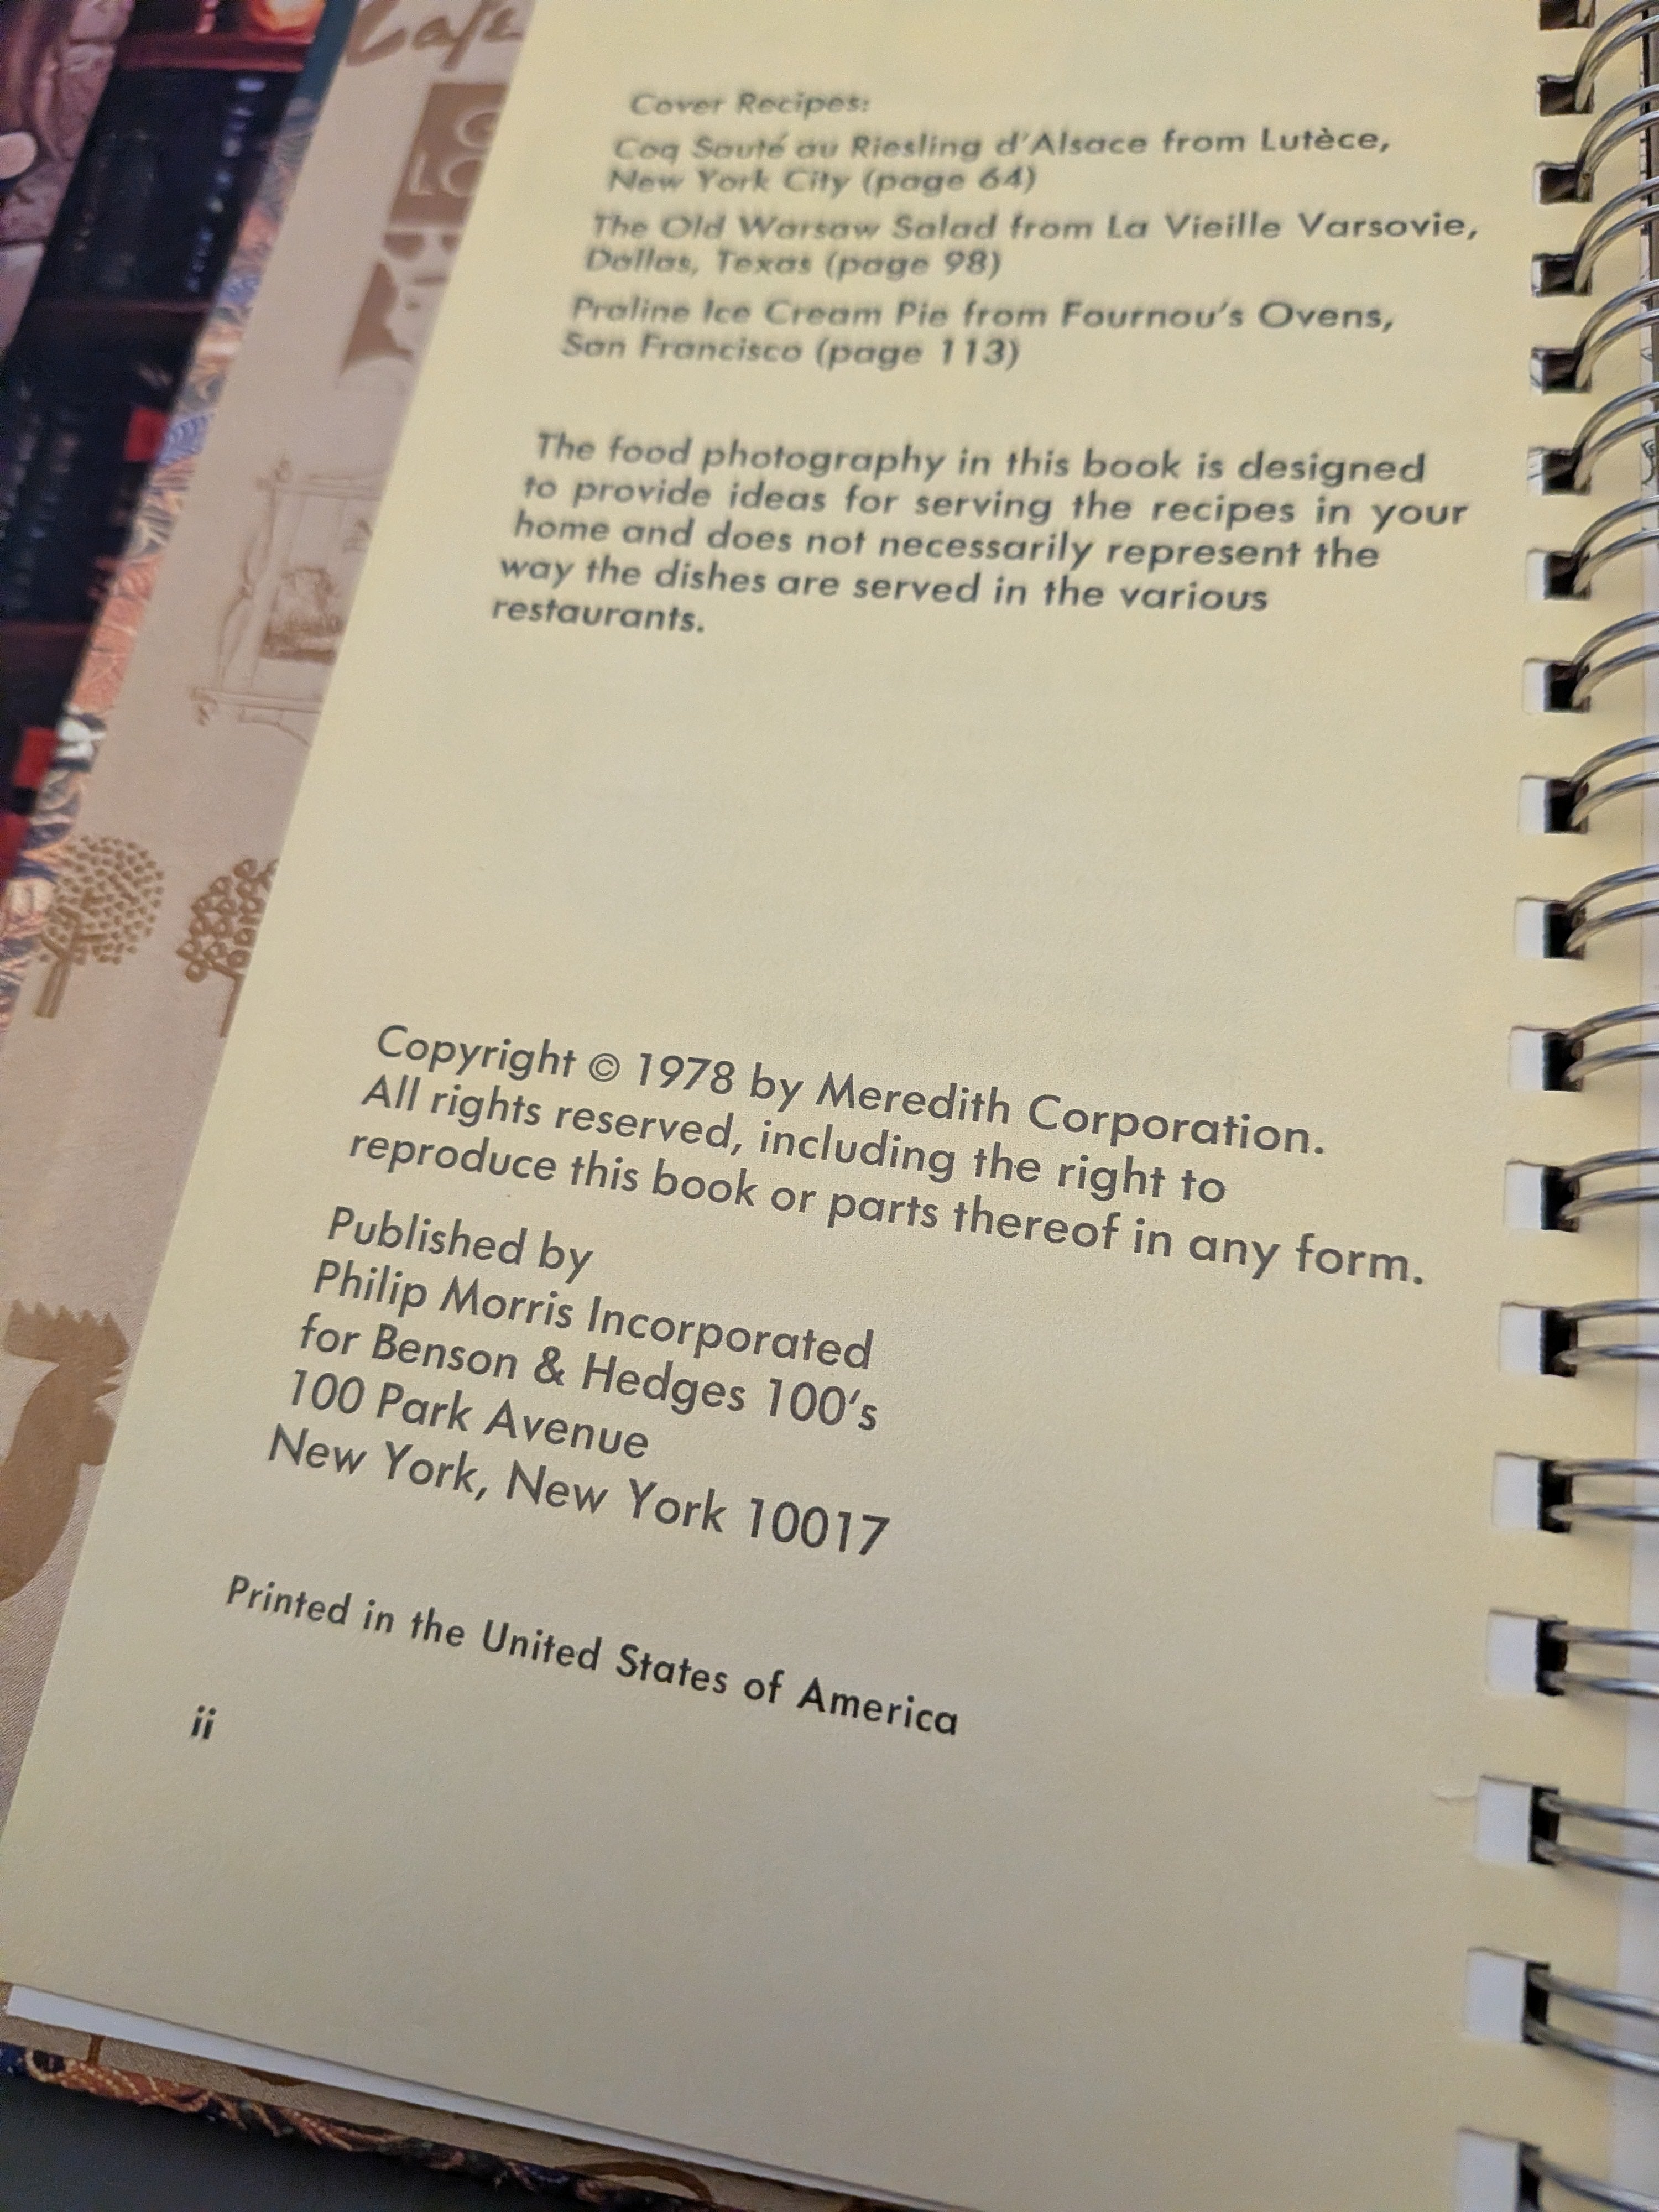 Cafe
Cover Recipes:
Coq Sauté au Riesling d'Alsace from Lutèce,
New York City (page 64)
The Old Warsaw Salad from La Vieille Varsovie,
Dallas, Texas (page 98)
Praline Ice Cream Pie from Fournou's Ovens,
San Francisco (page 113)
The food photography in this book is designed
to provide ideas for serving the recipes in your
home and does not necessarily represent the
way the dishes are served in the various
restaurants.
Copyright © 1978 by Meredith Corporation.
All rights reserved, including the right to
reproduce this book or parts thereof in any form.
Published by
Philip Morris Incorporated
for Benson & Hedges 100's
100 Park Avenue
New York, New York 10017
Printed in the United States of America
ii